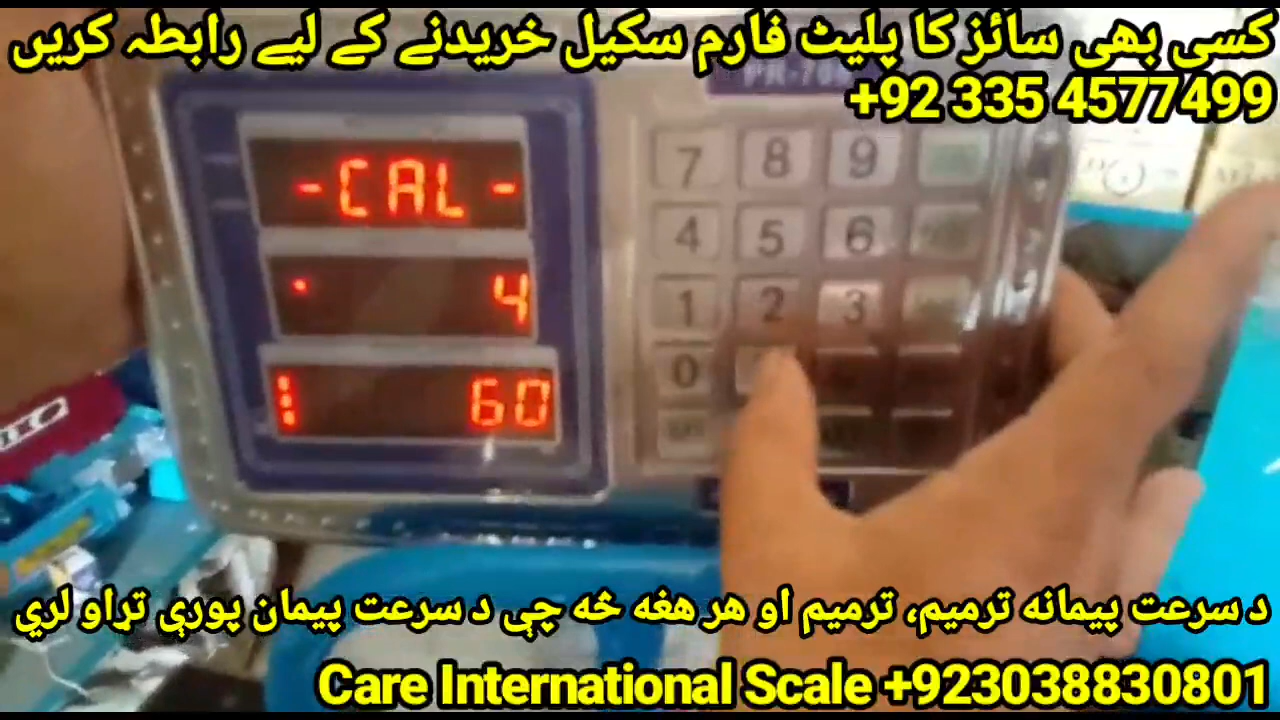 کسی بھی سائز کا پلیٹ فارم سکیل خریدنے کے لیے رابطہ کریں
+92 335 4577499
-CAL-
4
60
7 8 9
4 5 6
1 2 3
0
د سرعت پیمانه ترمیم، ترمیم او هر هغه څه چې د سرعت پیمان پورې تړاو لري
Care International Scale +923038830801